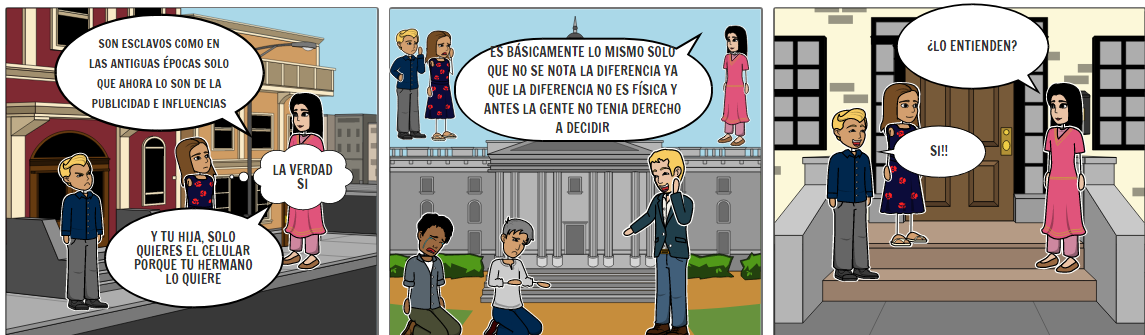 SON ESCLAVOS COMO EN
LAS ANTIGUAS ÉPOCAS SOLO
QUE AHORA LO SON DE LA
PUBLICIDAD E INFLUENCIAS
LA VERDAD
SI
Y TU HIJA, SOLO
QUIERES EL CELULAR
PORQUE TU HERMANO
LO QUIERE
ES BÁSICAMENTE LO MISMO SOLO
QUE NO SE NOTA LA DIFERENCIA YA
QUE LA DIFERENCIA NO ES FÍSICA Y
ANTES LA GENTE NO TENIA DERECHO
A DECIDIR
¿LO ENTIENDEN?
SI!!